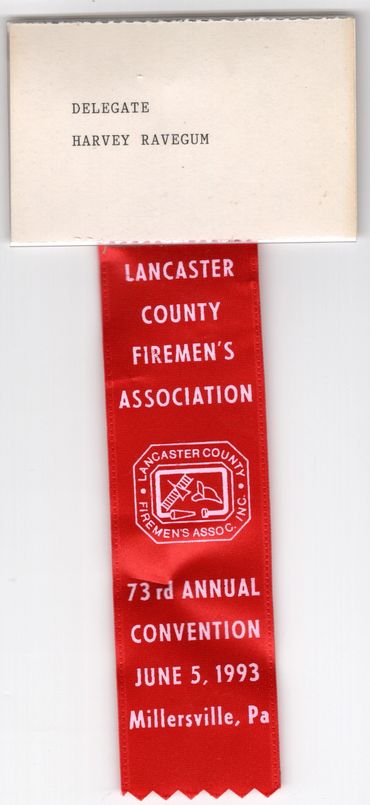 DELEGATE
HARVEY RAVEGUM
LANCASTER
COUNTY
FIREMEN'S
ASSOCIATION
LANCASTER COUNTY
FIREMEN'S ASSOC. INC.
73rd ANNUAL
CONVENTION
JUNE 5, 1993
Millersville, Pa